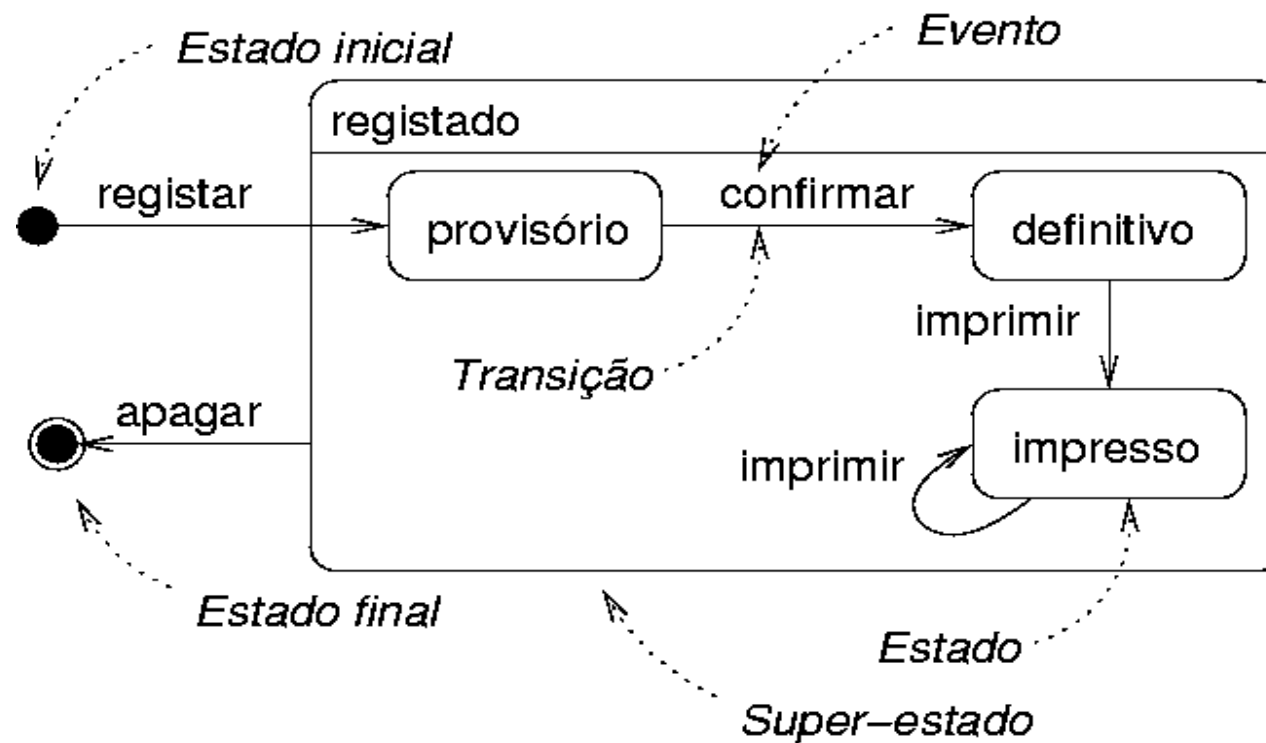 Estado inicial
Evento
registado
registar
confirmar
provisório
definitivo
imprimir
Transição
apagar
imprimir
impresso
Estado final
Estado
Super-estado